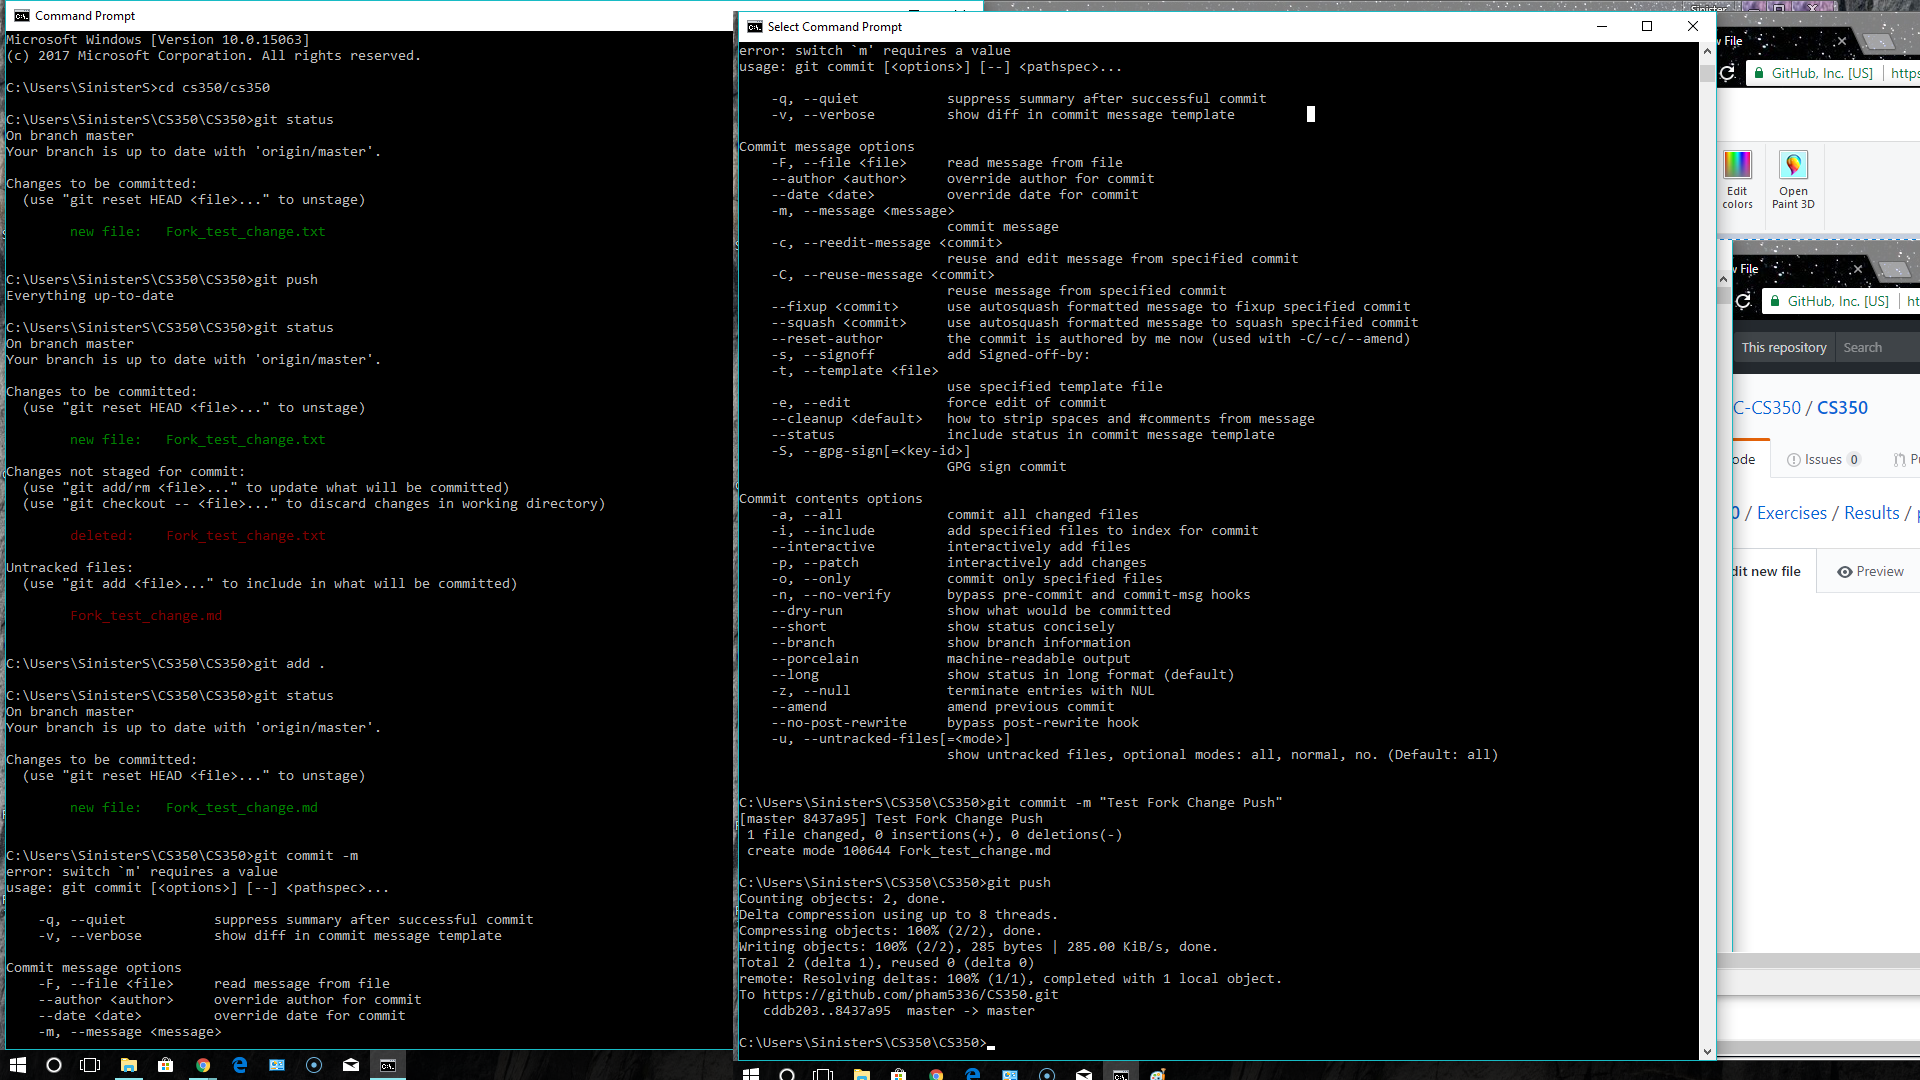 Command Prompt
Microsoft Windows [Version 10.0.15063]
(c) 2017 Microsoft Corporation. All rights reserved.
C:\Users\SinisterS>cd cs350/cs350
C:\Users\SinisterS\CS350\CS350>git status
On branch master
Your branch is up to date with 'origin/master'.
Changes to be committed:
(use "git reset HEAD <file>..." to unstage)
new file:   Fork_test_change.txt
C:\Users\SinisterS\CS350\CS350>git push
Everything up-to-date
C:\Users\SinisterS\CS350\CS350>git status
On branch master
Your branch is up to date with 'origin/master'.
Changes to be committed:
(use "git reset HEAD <file>..." to unstage)
new file:   Fork_test_change.txt
Changes not staged for commit:
(use "git add/rm <file>..." to update what will be committed)
(use "git checkout -- <file>..." to discard changes in working directory)
deleted:    Fork_test_change.txt
Untracked files:
(use "git add <file>..." to include in what will be committed)
Fork_test_change.md
C:\Users\SinisterS\CS350\CS350>git add .
C:\Users\SinisterS\CS350\CS350>git status
On branch master
Your branch is up to date with 'origin/master'.
Changes to be committed:
(use "git reset HEAD <file>..." to unstage)
new file:   Fork_test_change.md
C:\Users\SinisterS\CS350\CS350>git commit -m
error: switch `m' requires a value
usage: git commit [<options>] [--] <pathspec>...
-q, --quiet           suppress summary after successful commit
-v, --verbose         show diff in commit message template
Commit message options
-F, --file <file>     read message from file
--author <author>     override author for commit
--date <date>         override date for commit
-m, --message <message>
Select Command Prompt
error: switch `m' requires a value
usage: git commit [<options>] [--] <pathspec>...
-q, --quiet           suppress summary after successful commit
-v, --verbose         show diff in commit message template
Commit message options
-F, --file <file>     read message from file
--author <author>     override author for commit
--date <date>         override date for commit
-m, --message <message>
commit message
-c, --reedit-message <commit>
reuse and edit message from specified commit
-C, --reuse-message <commit>
reuse message from specified commit
--fixup <commit>      use autosquash formatted message to fixup specified commit
--squash <commit>     use autosquash formatted message to squash specified commit
--reset-author        the commit is authored by me now (used with -C/-c/--amend)
-s, --signoff         add Signed-off-by:
-t, --template <file>
use specified template file
-e, --edit            force edit of commit
--cleanup <default>   how to strip spaces and #comments from message
--status              include status in commit message template
-S, --gpg-sign[=<key-id>]
GPG sign commit
Commit contents options
-a, --all             commit all changed files
-i, --include         add specified files to index for commit
--interactive         interactively add files
-p, --patch           interactively add changes
-o, --only            commit only specified files
-n, --no-verify       bypass pre-commit and commit-msg hooks
--dry-run             show what would be committed
--short               show status concisely
--branch              show branch information
--porcelain           machine-readable output
--long                show status in long format (default)
-z, --null            terminate entries with NUL
--amend               amend previous commit
--no-post-rewrite     bypass post-rewrite hook
-u, --untracked-files[=<mode>]
show untracked files, optional modes: all, normal, no. (Default: all)
C:\Users\SinisterS\CS350\CS350>git commit -m "Test Fork Change Push"
[master 8437a95] Test Fork Change Push
1 file changed, 0 insertions(+), 0 deletions(-)
create mode 100644 Fork_test_change.md
C:\Users\SinisterS\CS350\CS350>git push
Counting objects: 2, done.
Delta compression using up to 8 threads.
Compressing objects: 100% (2/2), done.
Writing objects: 100% (2/2), 285 bytes | 285.00 KiB/s, done.
Total 2 (delta 1), reused 0 (delta 0)
remote: Resolving deltas: 100% (1/1), completed with 1 local object.
To https://github.com/pham5336/CS350.git
cddb203..8437a95  master -> master
C:\Users\SinisterS\CS350\CS350>
w File
GitHub, Inc. [US] | https
Edit colors
Open Paint 3D
w File
GitHub, Inc. [US] | ht
This repository Search
C-CS350 / CS350
ode Issues 0 Pu
0 / Exercises / Results / p
dit new file Preview